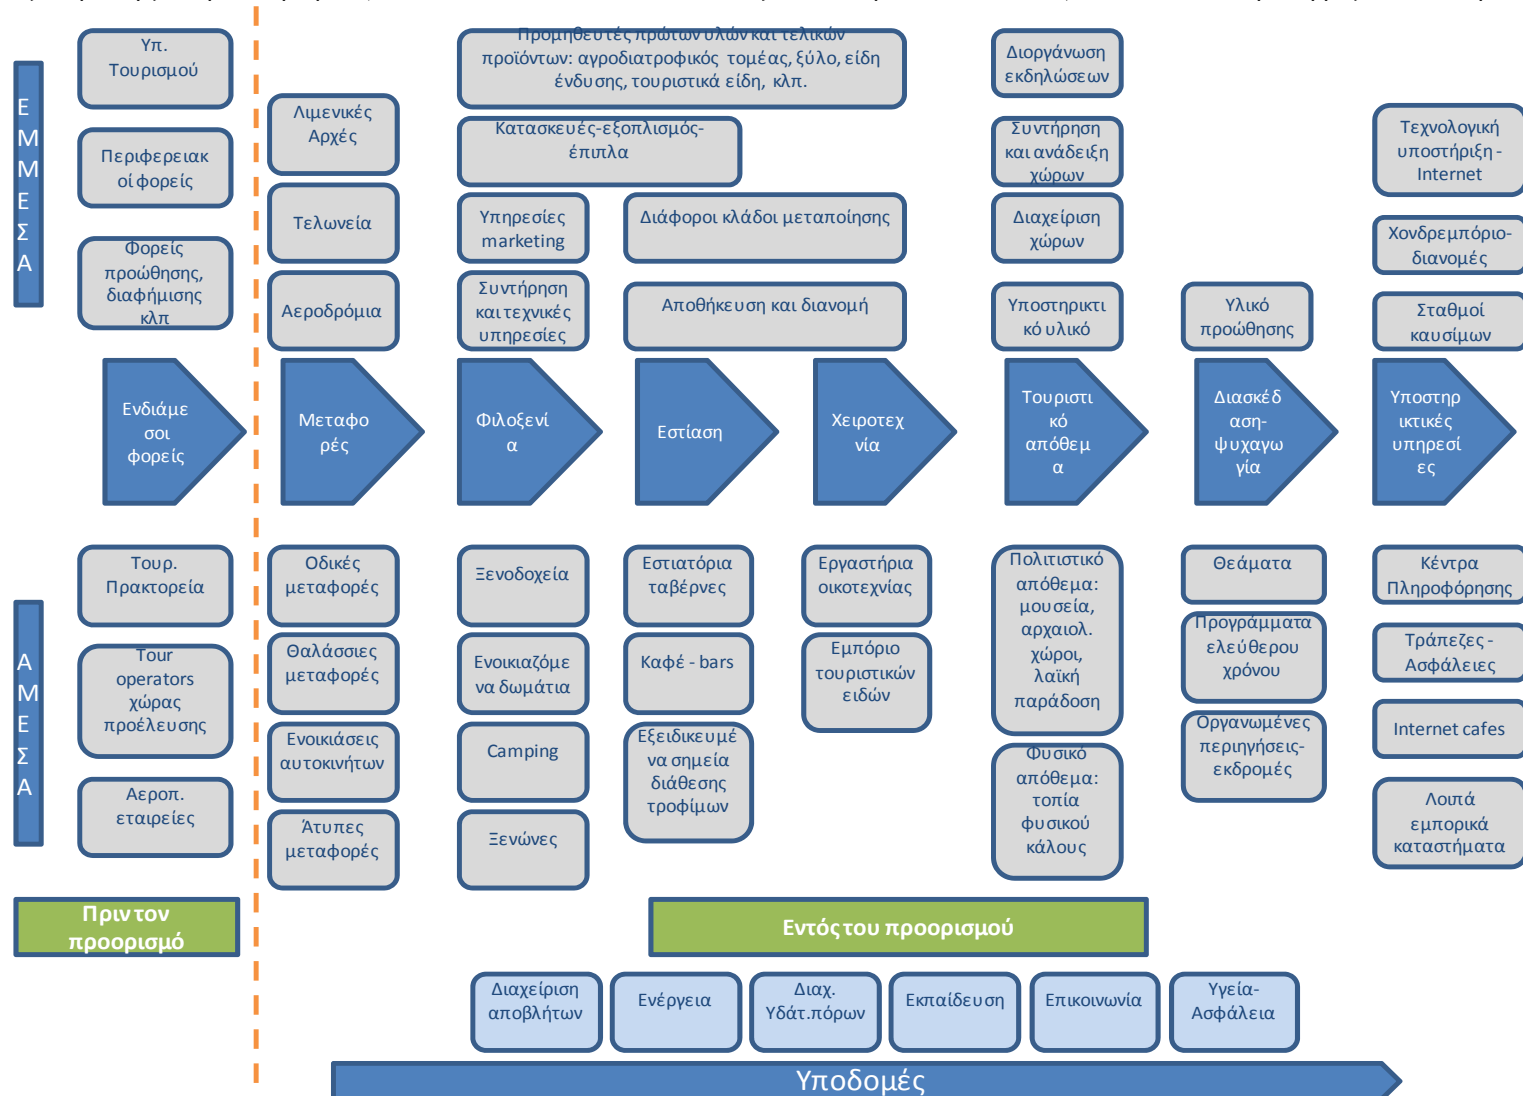 Υπ.
Τουρισμού
Περιφερειακ
οί φορείς
Φορείς
προώθησης,
διαφήμισης
κλπ
Λιμενικές
Αρχές
Τελωνεία
Αεροδρόμια
Προμηθευτές πρώτων υλών και τελικών
προϊόντων: αγροδιατροφικός τομέας, ξύλο, είδη
ένδυσης, τουριστικά είδη, κλπ.
Κατασκευές-εξοπλισμός-
έπιπλα
Υπηρεσίες
marketing
Διάφοροι κλάδοι μεταποίησης
Συντήρηση
και τεχνικές
υπηρεσίες
Αποθήκευση και διανομή
Διοργάνωση
εκδηλώσεων
Συντήρηση
και ανάδειξη
χώρων
Διαχείριση
χώρων
Υποστηρικτι
κό υλικό
Υλικό
προώθησης
Τεχνολογική
υποστήριξη -
Internet
Χονδρεμπόριο-
διανομές
Σταθμοί
καυσίμων
Ε
Μ
Μ
Ε
Σ
Α
Ενδιάμε
σοι
φορείς
Μεταφο
ρές
Φιλοξενί
α
Εστίαση
Χειροτεχ
νία
Τουριστι
κό
απόθεμ
α
Διασκέδ
αση-
ψυχαγω
γία
Υποστηρ
ικτικές
υπηρεσί
ες
Α
Μ
Ε
Σ
Α
Τουρ.
Πρακτορεία
Tour
operators
χώρας
προέλευσης
Αεροπ.
εταιρείες
Οδικές
μεταφορές
Θαλάσσιες
μεταφορές
Ενοικιάσεις
αυτοκινήτων
Άτυπες
μεταφορές
Ξενοδοχεία
Ενοικιαζόμε
να δωμάτια
Camping
Ξενώνες
Εστιατόρια
ταβέρνες
Καφέ - bars
Εξειδικευμέ
να σημεία
διάθεσης
τροφίμων
Εργαστήρια
οικοτεχνίας
Εμπόριο
τουριστικών
ειδών
Πολιτιστικό
απόθεμα:
μουσεία,
αρχαιολ.
χώροι,
λαϊκή
παράδοση
Φυσικό
απόθεμα:
τοπία
φυσικού
κάλους
Θεάματα
Προγράμματα
ελεύθερου
χρόνου
Οργανωμένες
περιηγήσεις-
εκδρομές
Κέντρα
Πληροφόρησης
Τράπεζες -
Ασφάλειες
Internet cafes
Λοιπά
εμπορικά
καταστήματα
Πριν τον
προορισμό
Εντός του προορισμού
Διαχείριση
αποβλήτων
Ενέργεια
Διαχ.
Υδάτ.πόρων
Εκπαίδευση
Επικοινωνία
Υγεία-
Ασφάλεια
Υποδομές